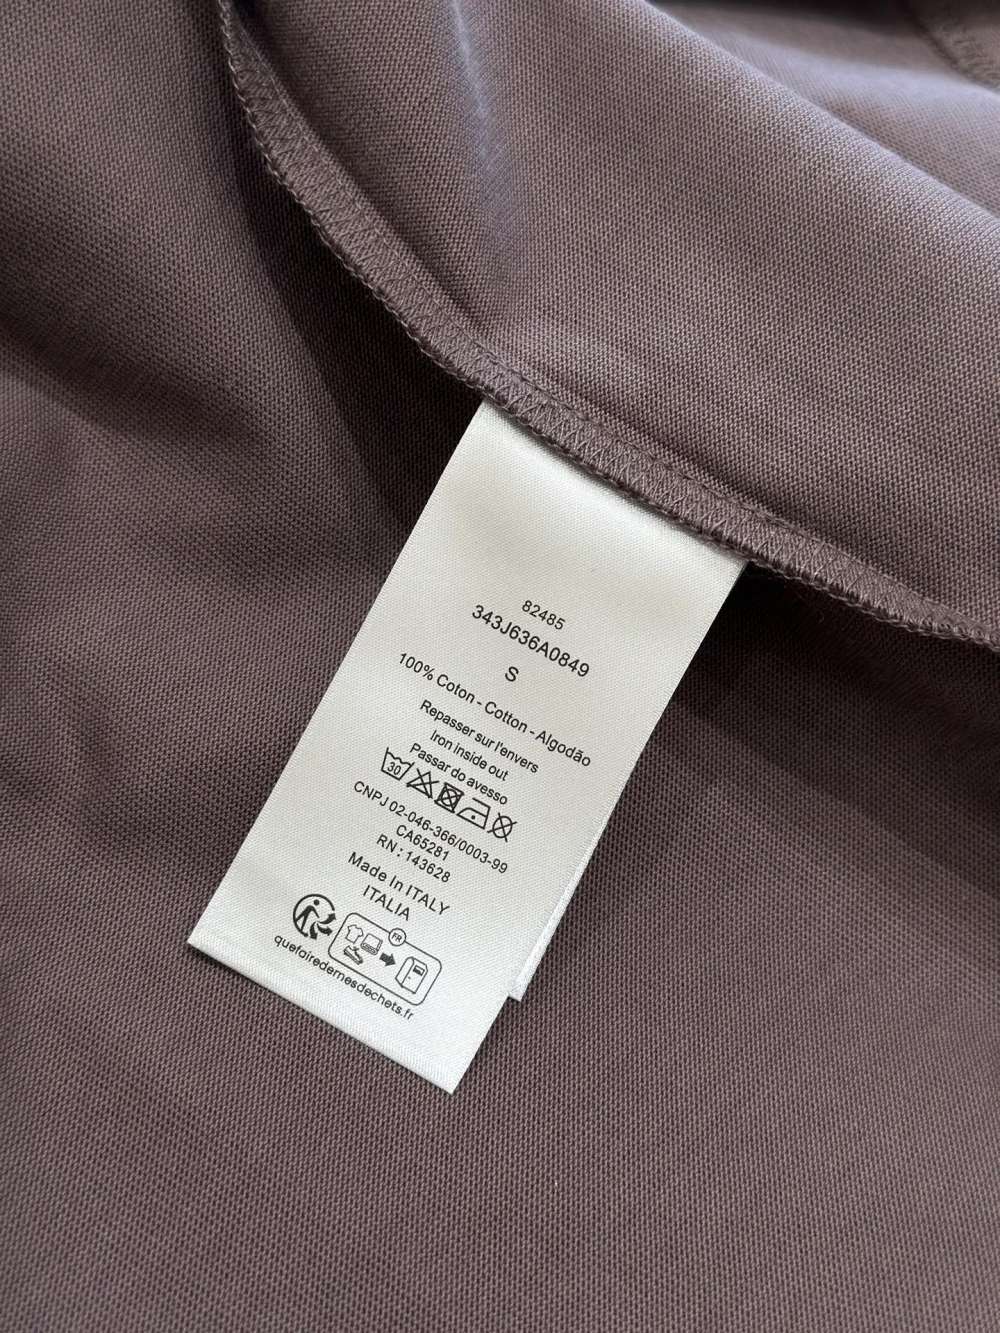 82485
343J636A0849
S
100% Coton - Cotton - Algodão
Repasser sur l'envers
Iron inside out
Passar do avesso
30
CNPJ 02-046-366/0003-99
CA65281
RN : 143628
Made In ITALY
ITALIA
FR
quefairedemesdechets.fr